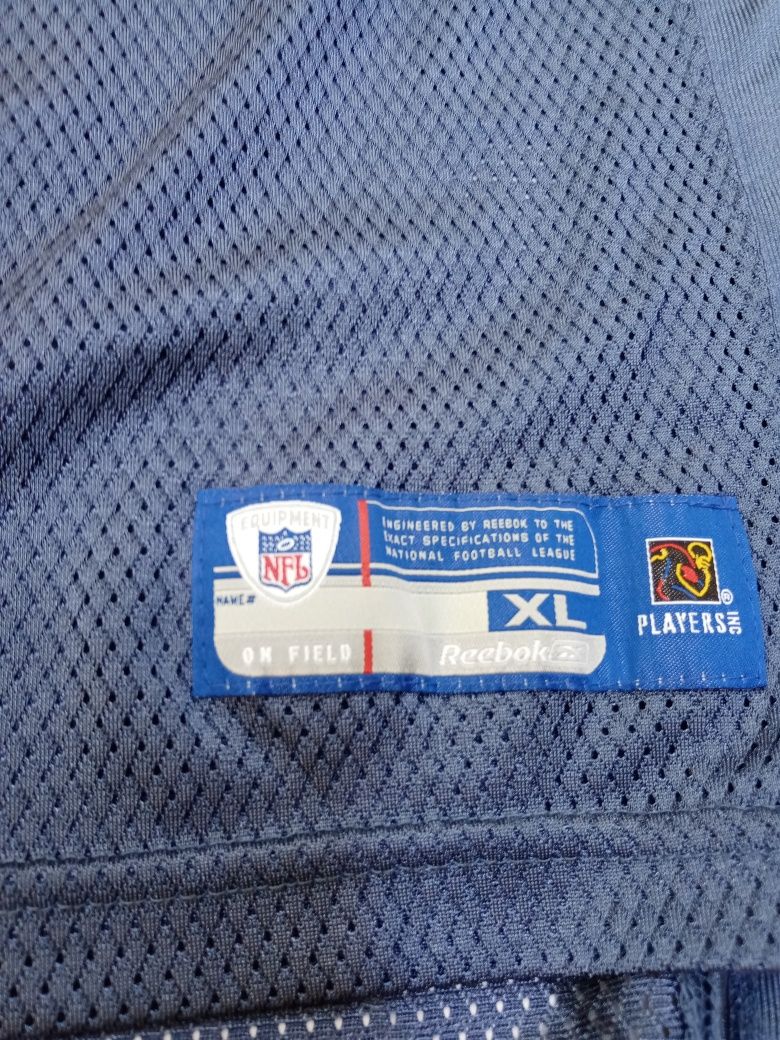 EQUIPMENT
NFL
ENGINEERED BY REEBOK TO THE
EXACT SPECIFICATIONS OF THE
NATIONAL FOOTBALL LEAGUE
NAME #
XL
ON FIELD
Reebok
®
PLAYERS INC